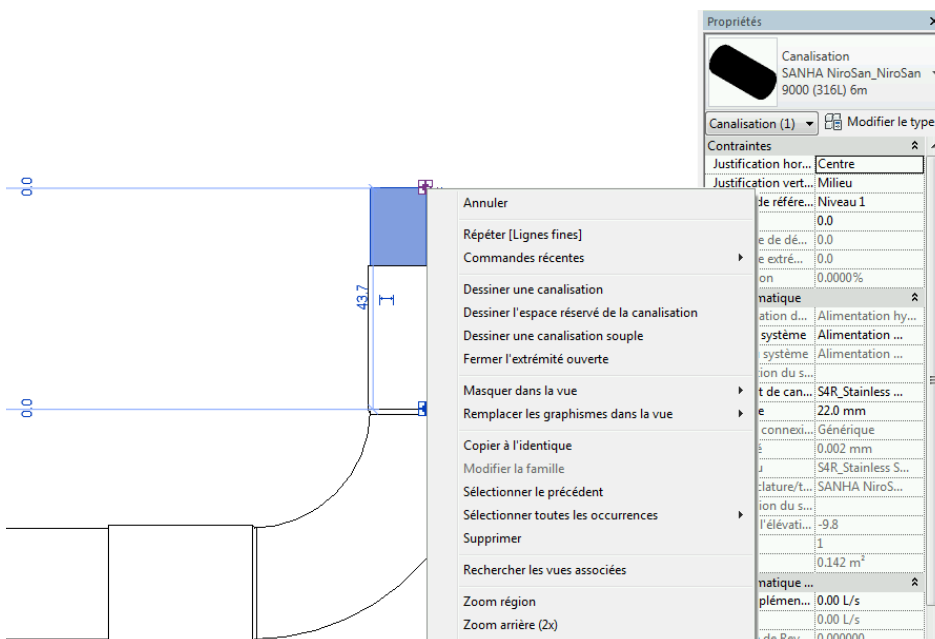 Propriétés
Canalisation
SANHA NiroSan_NiroSan
9000 (316L) 6m
Canalisation (1)
Modifier le type
Contraintes
Justification hor... Centre
Justification vert... Milieu
de référe... Niveau 1
0.0
e de dé... 0.0
e extré... 0.0
on 0.0000%
matique
ation d... Alimentation hy...
système Alimentation ...
système Alimentation ...
ion du s...
t de can... S4R_Stainless ...
e 22.0 mm
connexi... Générique
é 0.002 mm
u S4R_Stainless S...
clature/t... SANHA NiroS...
ion du s...
l'élévati... -9.8
1
0.142 m²
matique ...
plémen... 0.00 L/s
0.00 L/s
de Rey... 0.000000
0.0
43.7
0.0
Annuler
Répéter [Lignes fines]
Commandes récentes
Dessiner une canalisation
Dessiner l'espace réservé de la canalisation
Dessiner une canalisation souple
Fermer l'extrémité ouverte
Masquer dans la vue
Remplacer les graphismes dans la vue
Copier à l'identique
Modifier la famille
Sélectionner le précédent
Sélectionner toutes les occurrences
Supprimer
Rechercher les vues associées
Zoom région
Zoom arrière (2x)